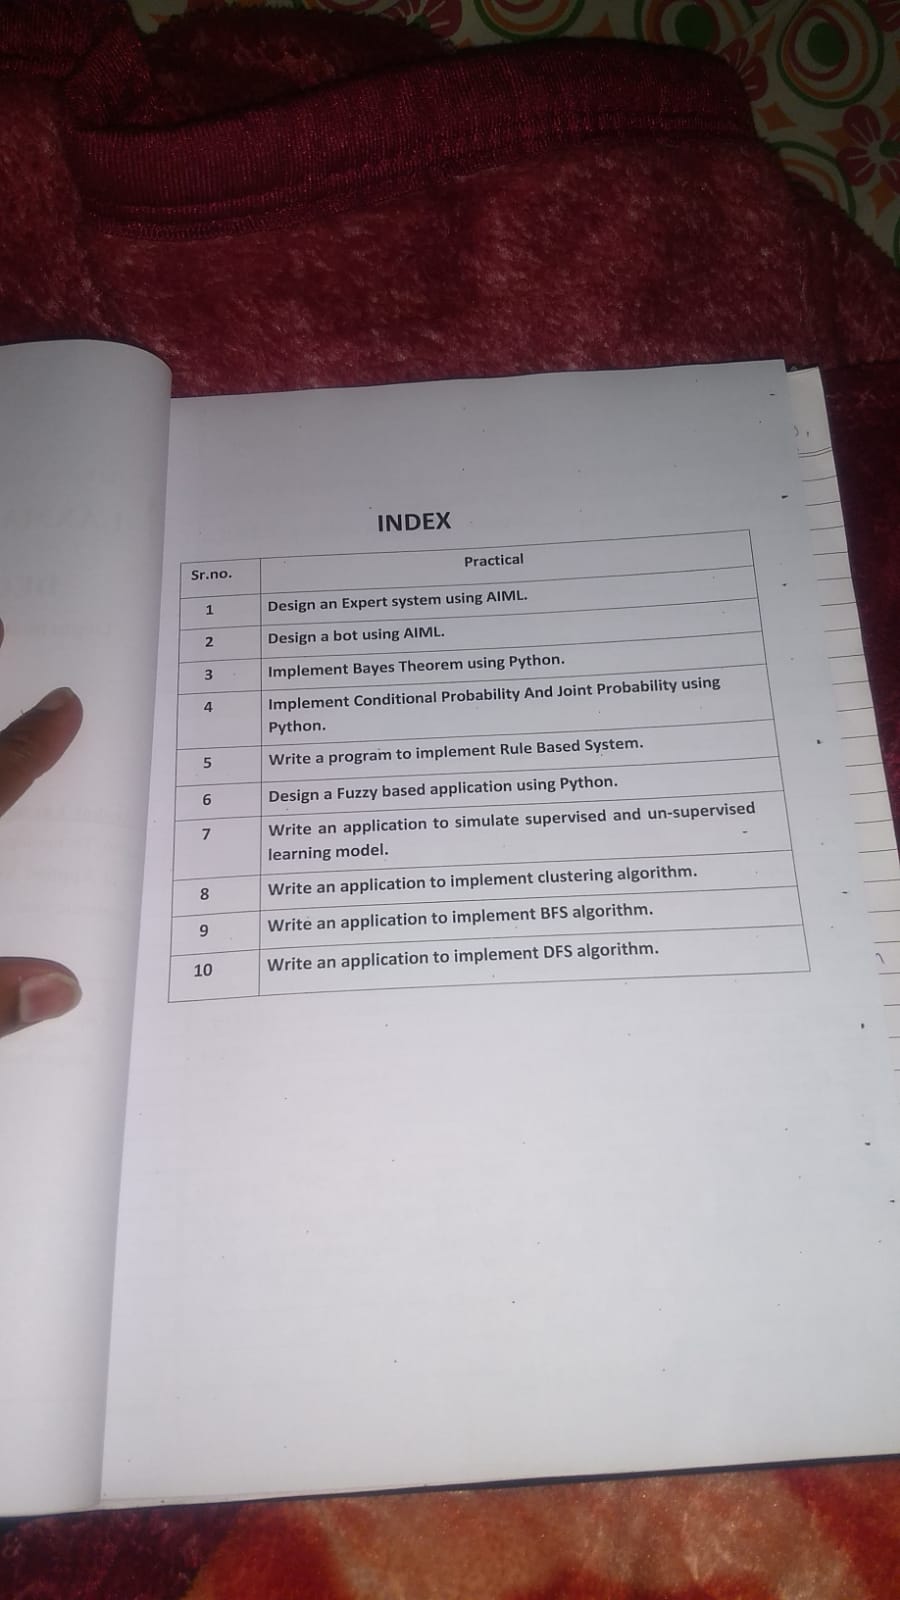 INDEX
Sr.no. Practical
1 Design an Expert system using AIML.
2 Design a bot using AIML.
3 Implement Bayes Theorem using Python.
4 Implement Conditional Probability And Joint Probability using
Python.
5 Write a program to implement Rule Based System.
6 Design a Fuzzy based application using Python.
7 Write an application to simulate supervised and un-supervised
learning model.
8 Write an application to implement clustering algorithm.
9 Write an application to implement BFS algorithm.
10 Write an application to implement DFS algorithm.